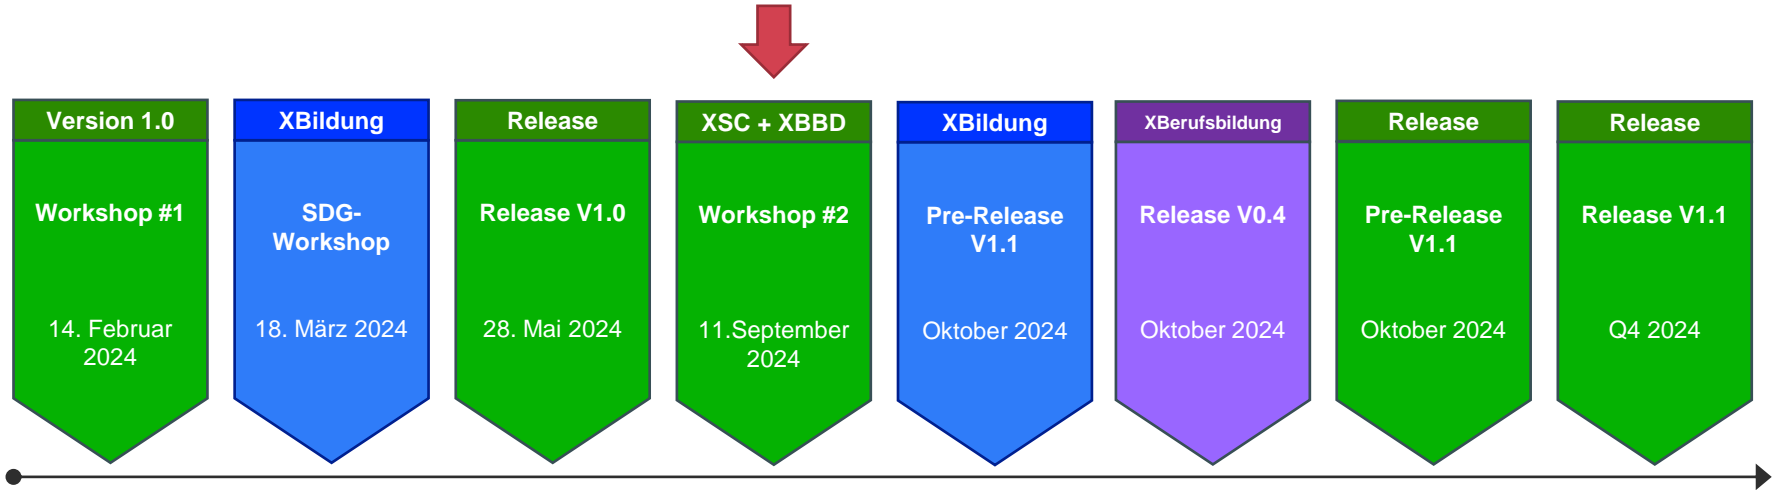 Version 1.0
Workshop #1
14. Februar
2024
XBildung
SDG-
Workshop
18. März 2024
Release
Release V1.0
28. Mai 2024
XSC + XBBD
Workshop #2
11.September
2024
XBildung
Pre-Release
V1.1
Oktober 2024
XBerufsbildung
Release V0.4
Oktober 2024
Release
Pre-Release
V1.1
Oktober 2024
Release
Release V1.1
Q4 2024